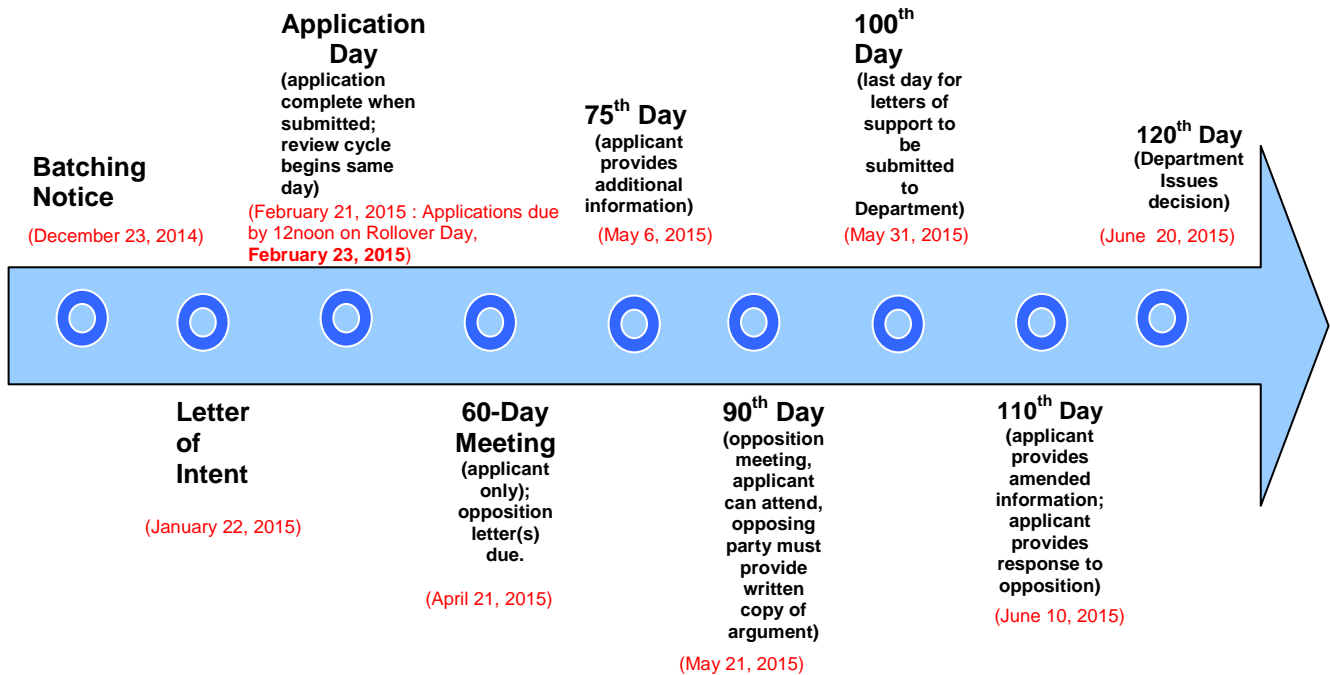 Batching
Notice
(December 23, 2014)
Letter
of
Intent
(January 22, 2015)
Application
Day
(application
complete when
submitted;
review cycle
begins same
day)
(February 21, 2015 : Applications due
by 12noon on Rollover Day,
February 23, 2015)
60-Day
Meeting
(applicant
only);
opposition
letter(s)
due.
(April 21, 2015)
75th Day
(applicant
provides
additional
information)
(May 6, 2015)
90th Day
(opposition
meeting,
applicant
can attend,
opposing
party must
provide
written
copy of
argument)
(May 21, 2015)
100th
Day
(last day for
letters of
support to
be
submitted
to
Department)
(May 31, 2015)
110th Day
(applicant
provides
amended
information;
applicant
provides
response to
opposition)
(June 10, 2015)
120th Day
(Department
Issues
decision)
(June 20, 2015)